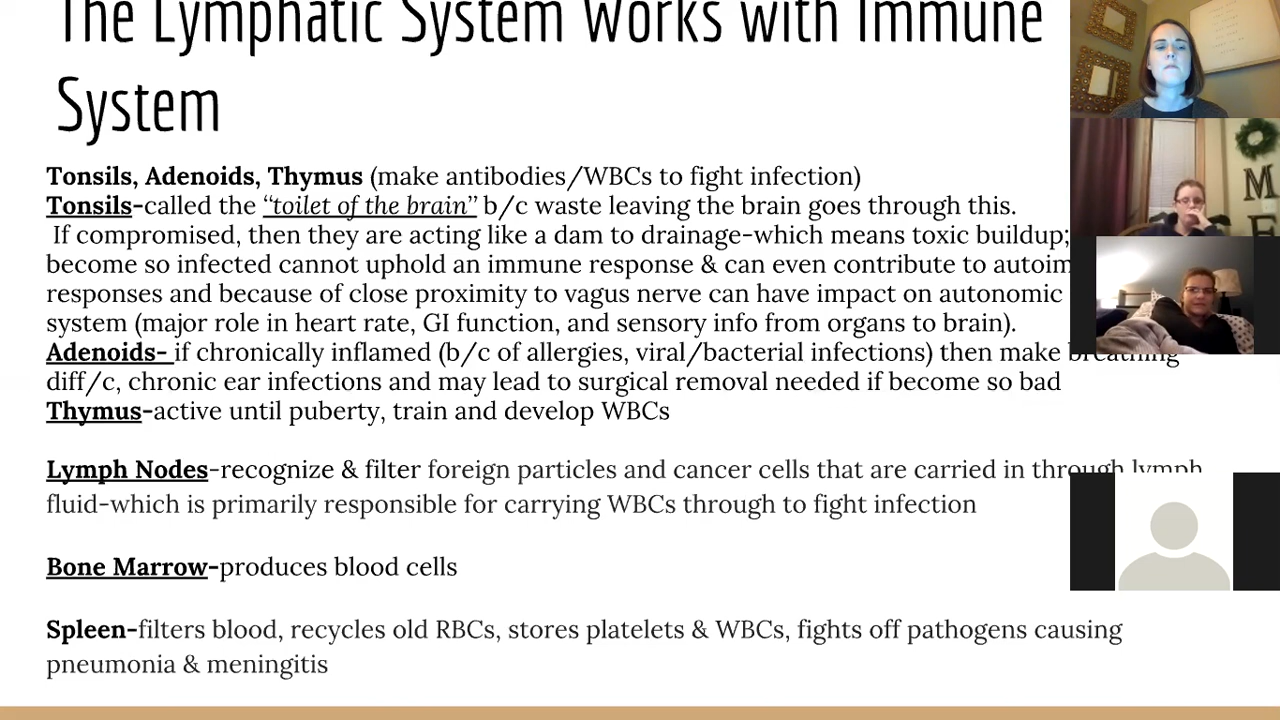 The Lymphatic System Works with Immune
System
Tonsils, Adenoids, Thymus (make antibodies/WBCs to fight infection)
Tonsils-called the “toilet of the brain” b/c waste leaving the brain goes through this.
If compromised, then they are acting like a dam to drainage-which means toxic buildup;
become so infected cannot uphold an immune response & can even contribute to
responses and because of close proximity to vagus nerve can have impact on autonomic
system (major role in heart rate, GI function, and sensory info from organs to brain).
Adenoids- if chronically inflamed (b/c of allergies, viral/bacterial infections) then make breathing
diff/c, chronic ear infections and may lead to surgical removal needed if become so bad
Thymus-active until puberty, train and develop WBCs
Lymph Nodes-recognize & filter foreign particles and cancer cells that are carried in through lymph
fluid-which is primarily responsible for carrying WBCs through to fight infection
Bone Marrow-produces blood cells
Spleen-filters blood, recycles old RBCs, stores platelets & WBCs, fights off pathogens causing
pneumonia & meningitis
M